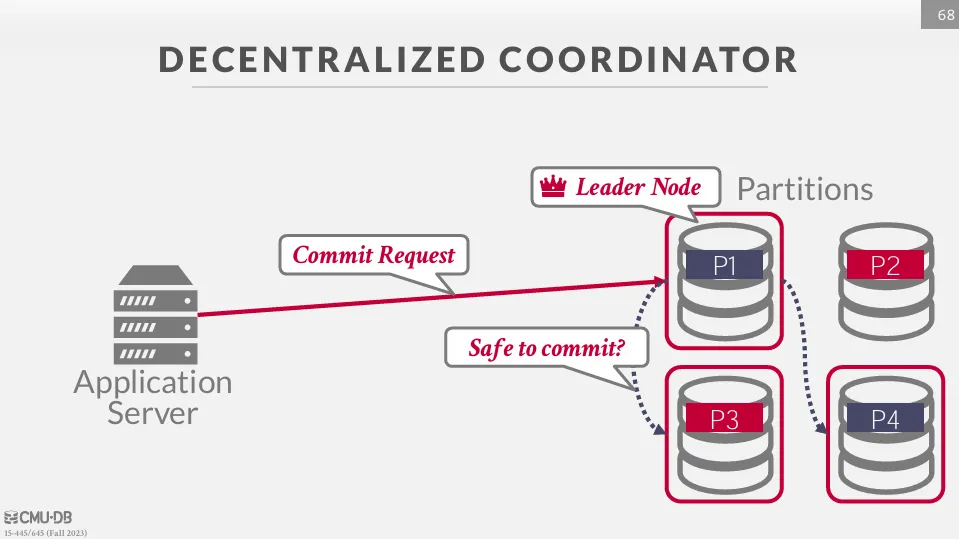 68
DECENTRALIZED COORDINATOR
Leader Node
Partitions
Commit Request
P1
P2
Safe to commit?
Application
Server
P3
P4
CMU·DB
15-445/645 (Fall 2023)